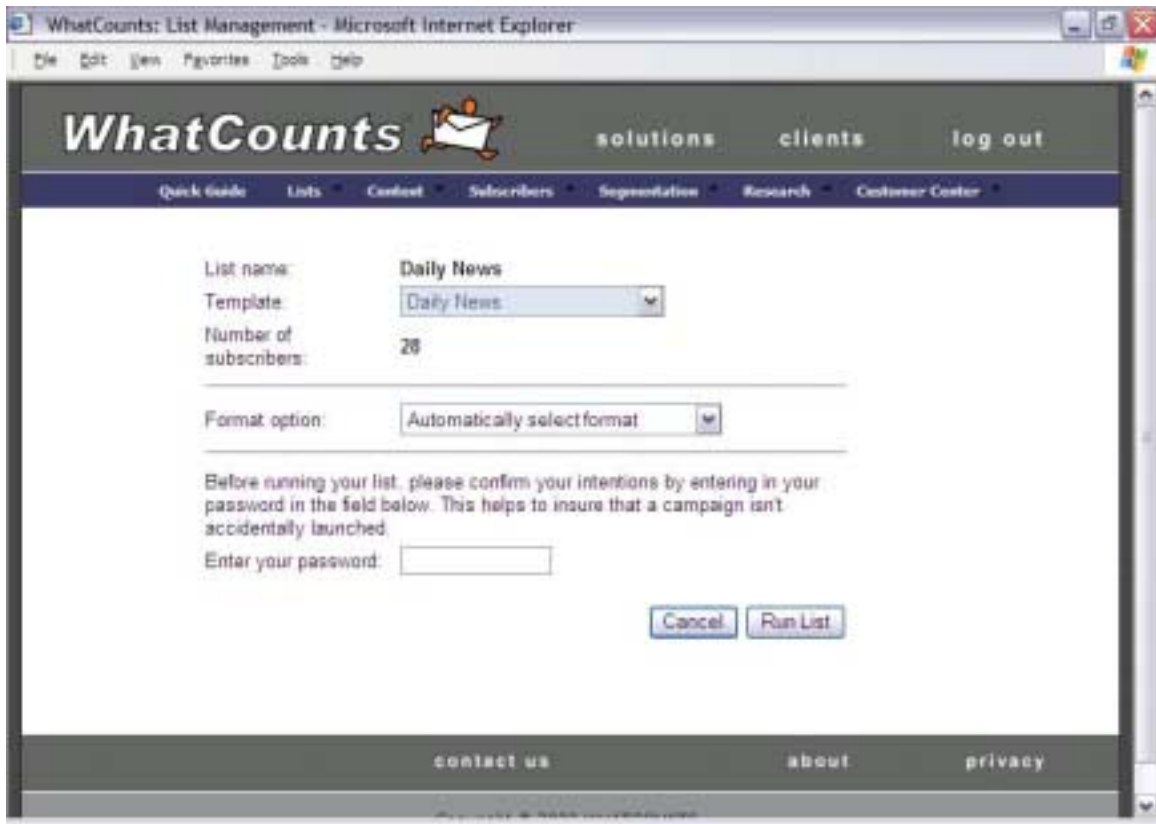 WhatCounts: List Management - Microsoft Internet Explorer
File Edit View Favorites Tools Help
WhatCounts solutions clients log out
Quick Guide Lists Content Subscribers Segmentation Research Customer Center
List name: Daily News
Template: Daily News
Number of
subscribers: 28
Format option: Automatically select format
Before running your list, please confirm your intentions by entering in your
password in the field below. This helps to insure that a campaign isn't
accidentally launched.
Enter your password:
Cancel Run List
contact us about privacy